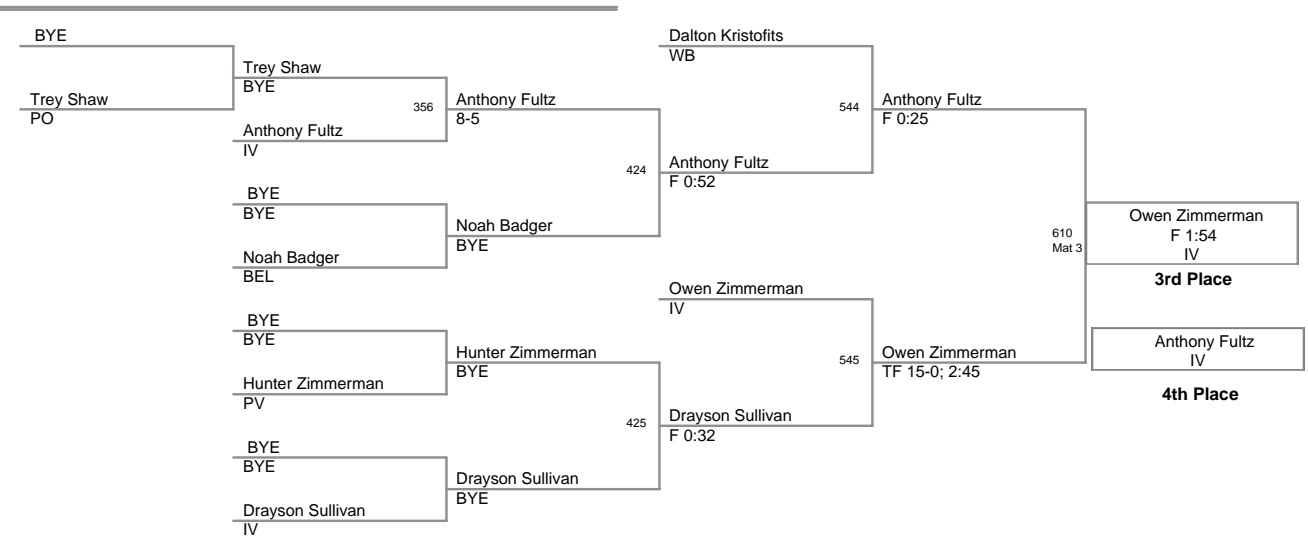 BYE
Trey Shaw
PO
Trey Shaw
BYE
356
Anthony Fultz
IV
BYE
BYE
Noah Badger
BEL
BYE
BYE
Hunter Zimmerman
PV
BYE
BYE
Drayson Sullivan
IV
Anthony Fultz
8-5
424
Noah Badger
BYE
Hunter Zimmerman
BYE
425
Drayson Sullivan
BYE
Dalton Kristofits
WB
544
Anthony Fultz
F 0:52
Owen Zimmerman
IV
545
Drayson Sullivan
F 0:32
Anthony Fultz
F 0:25
610
Mat 3
Owen Zimmerman
TF 15-0; 2:45
Owen Zimmerman
F 1:54
IV
3rd Place
Anthony Fultz
IV
4th Place